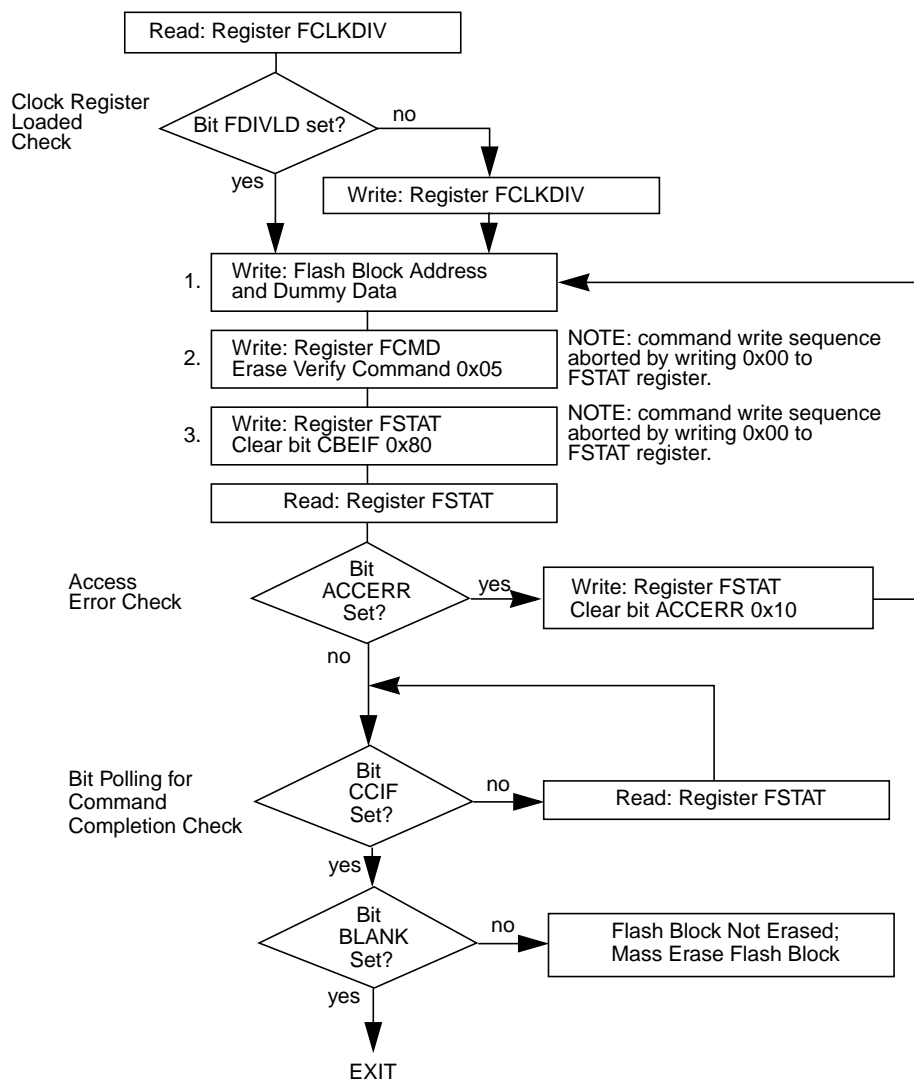 Read: Register FCLKDIV
Clock Register
Loaded
Check
Bit FDIVLD set?
no
yes
Write: Register FCLKDIV
1.
Write: Flash Block Address
and Dummy Data
2.
Write: Register FCMD
Erase Verify Command 0x05
NOTE: command write sequence
aborted by writing 0x00 to
FSTAT register.
3.
Write: Register FSTAT
Clear bit CBEIF 0x80
NOTE: command write sequence
aborted by writing 0x00 to
FSTAT register.
Read: Register FSTAT
Access
Error Check
Bit
ACCERR
Set?
yes
Write: Register FSTAT
Clear bit ACCERR 0x10
no
Bit Polling for
Command
Completion Check
Bit
CCIF
Set?
no
Read: Register FSTAT
yes
Bit
BLANK
Set?
no
Flash Block Not Erased;
Mass Erase Flash Block
yes
EXIT